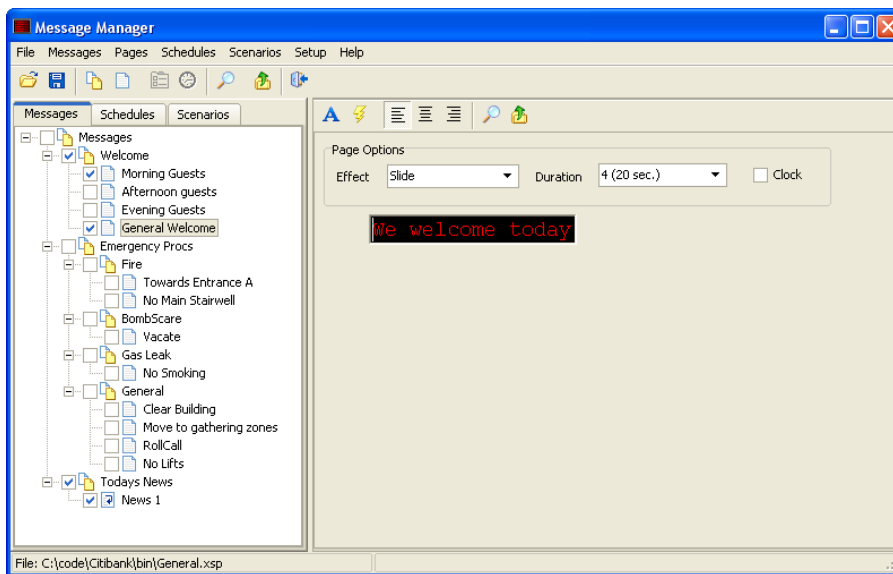 Message Manager
File Messages Pages Schedules Scenarios Setup Help
Messages Schedules Scenarios
Messages
Welcome
Morning Guests
Afternoon guests
Evening Guests
General Welcome
Emergency Procs
Fire
Towards Entrance A
No Main Stairwell
BombScare
Vacate
Gas Leak
No Smoking
General
Clear Building
Move to gathering zones
RollCall
No Lifts
Todays News
News 1
A
Page Options
Effect Slide Duration 4 (20 sec.) Clock
We welcome today
File: C:\code\Citibank\bin\General.xsp